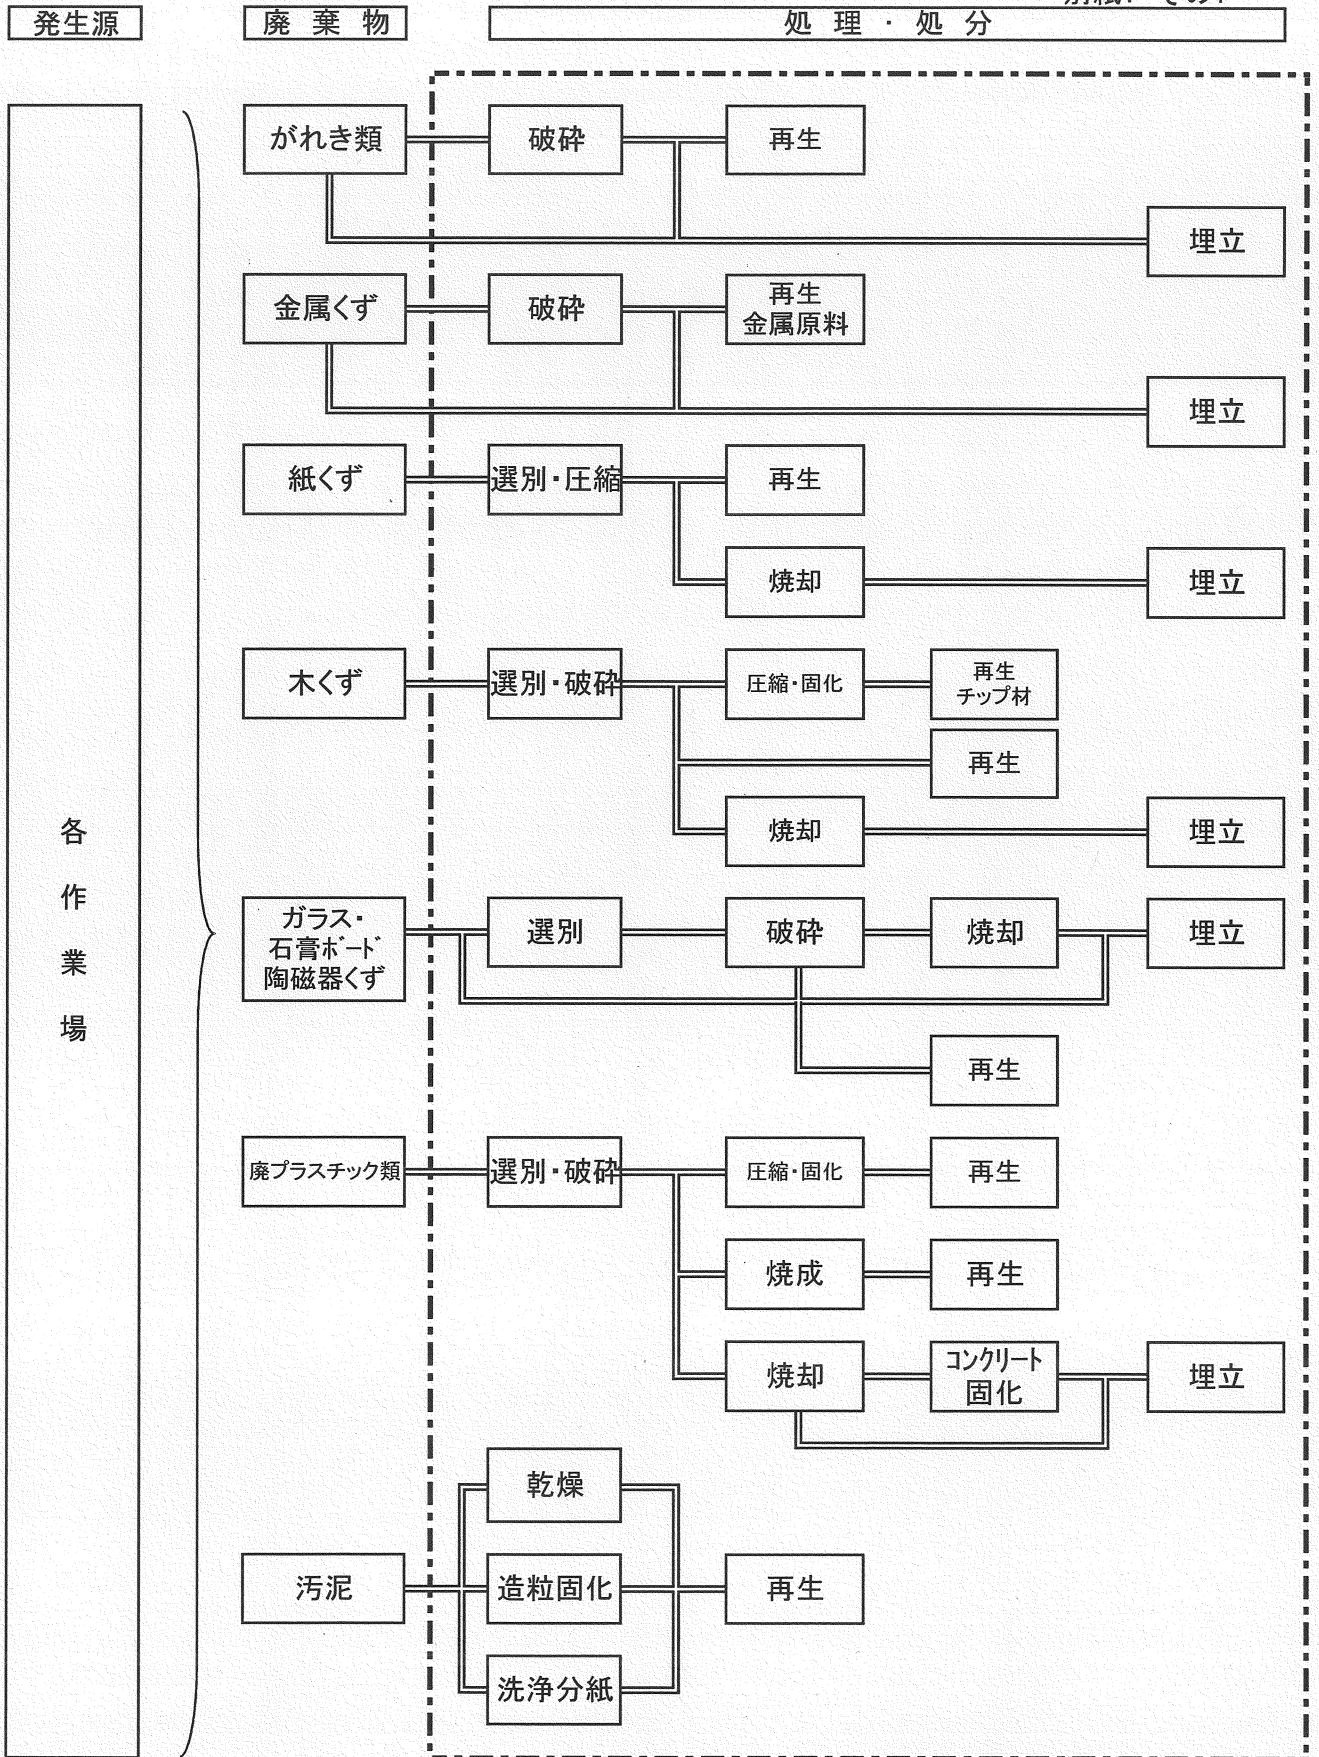 発生源
廃棄物
処理・処分
各作業場
がれき類
破砕
再生
埋立
金属くず
破砕
再生
金属原料
埋立
紙くず
選別・圧縮
再生
焼却
埋立
木くず
選別・破砕
圧縮・固化
再生
チップ材
再生
焼却
埋立
ガラス・
石膏ボード
陶磁器くず
選別
破砕
焼却
埋立
再生
廃プラスチック類
選別・破砕
圧縮・固化
再生
焼成
再生
焼却
コンクリート
固化
埋立
乾燥
汚泥
造粒固化
再生
洗浄分紙